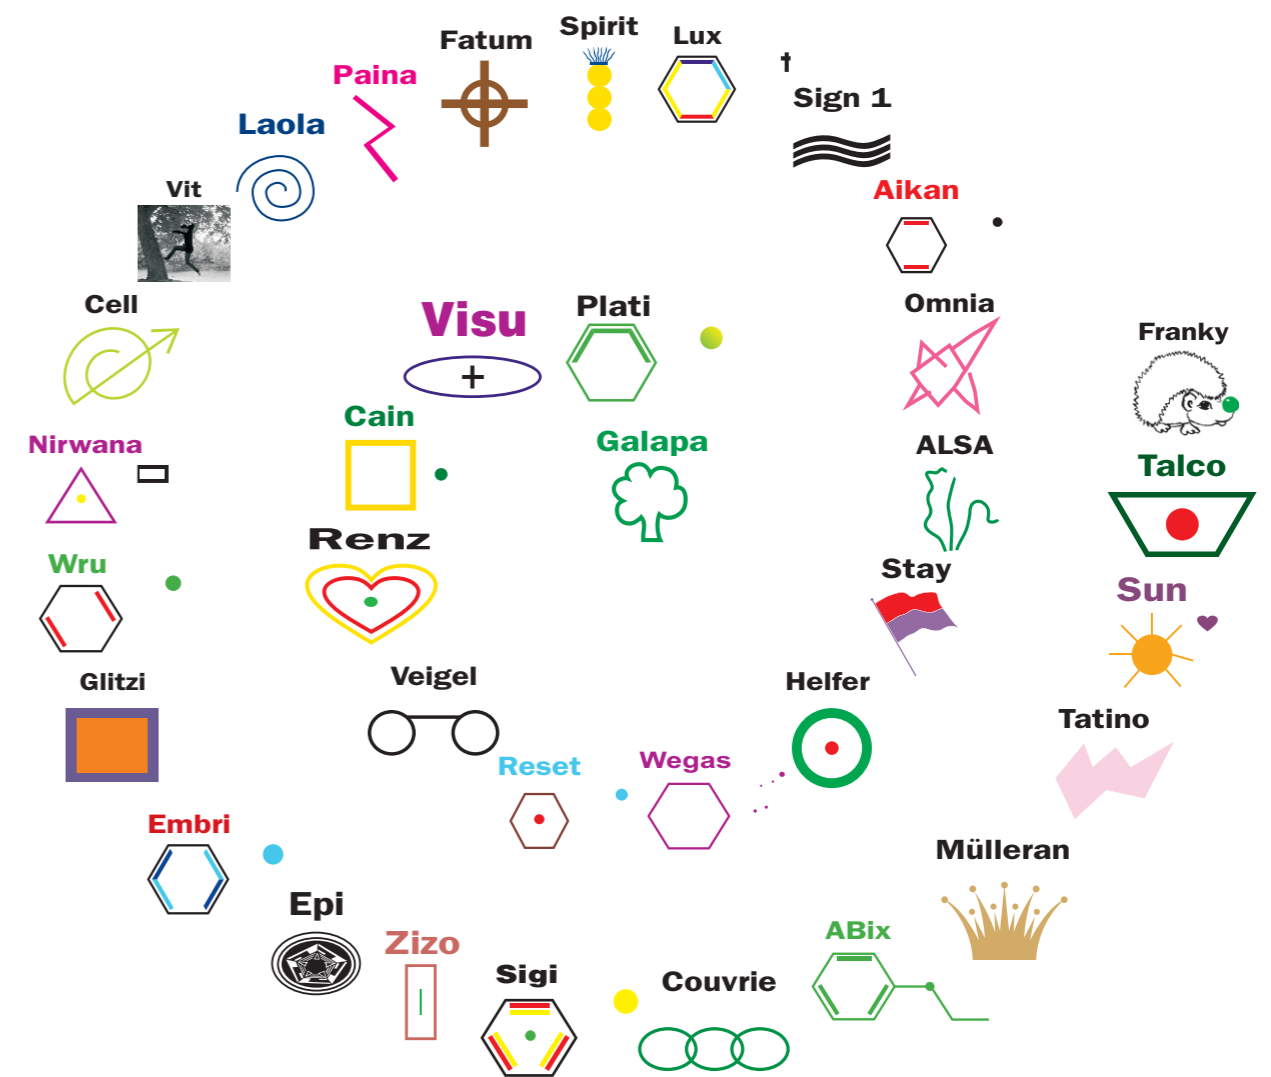 Spirit
Lux
Fatum
Paina
Sign 1
Laola
Vit
Aikan
Cell
Visu
+
Plati
Omnia
Franky
Cain
Nirwana
Galapa
ALSA
Talco
Renz
Wru
Stay
Sun
Glitzi
Veigel
Helfer
Tatino
Reset
Wegas
Embri
Mülleran
Epi
Zizo
ABix
Sigi
Couvrie